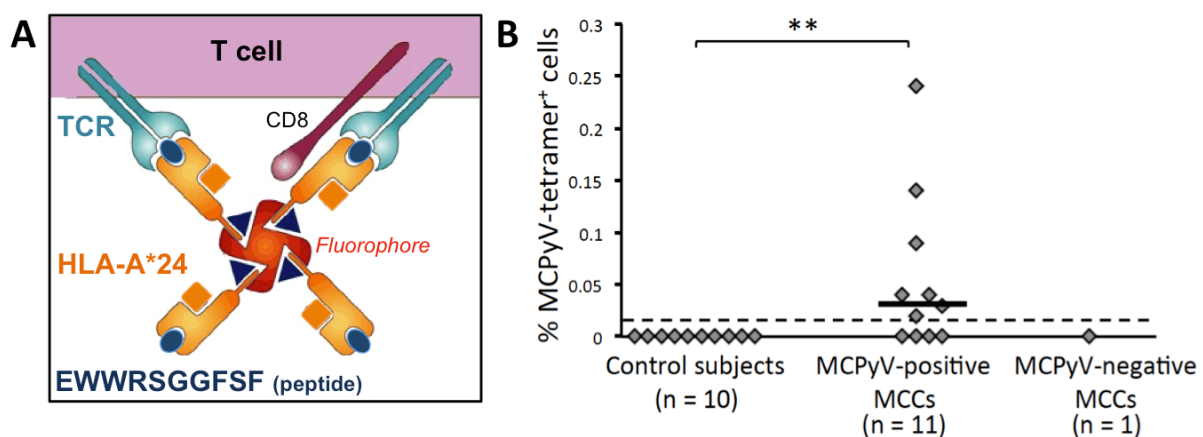 A
T cell
TCR
CD8
Fluorophore
HLA-A*24
EWWRSGGFSF (peptide)
B
% MCPyV-tetramer⁺ cells
0.3
0.25
0.2
0.15
0.1
0.05
0
**
Control subjects
(n = 10)
MCPyV-positive
MCCs
(n = 11)
MCPyV-negative
MCCs
(n = 1)